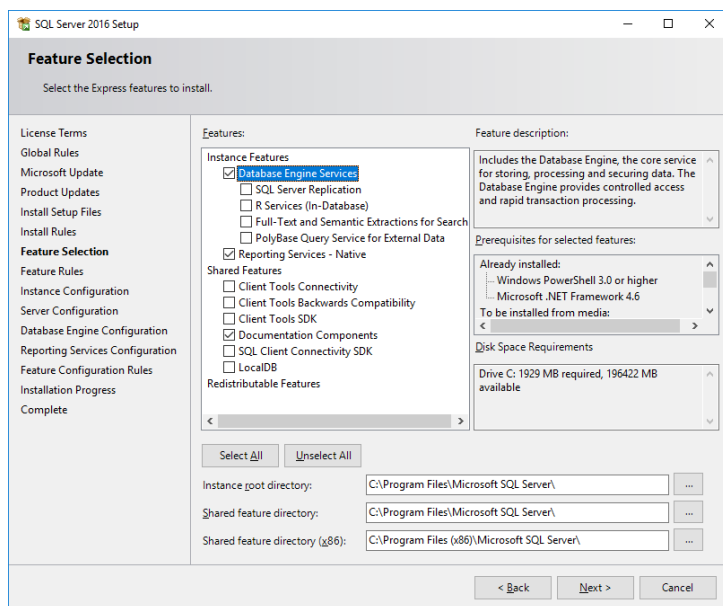 SQL Server 2016 Setup
Feature Selection
Select the Express features to install.
License Terms
Global Rules
Microsoft Update
Product Updates
Install Setup Files
Install Rules
Feature Selection
Feature Rules
Instance Configuration
Server Configuration
Database Engine Configuration
Reporting Services Configuration
Feature Configuration Rules
Installation Progress
Complete
Features:
Instance Features
Database Engine Services
SQL Server Replication
R Services (In-Database)
Full-Text and Semantic Extractions for Search
PolyBase Query Service for External Data
Reporting Services - Native
Shared Features
Client Tools Connectivity
Client Tools Backwards Compatibility
Client Tools SDK
Documentation Components
SQL Client Connectivity SDK
LocalDB
Redistributable Features
Feature description:
Includes the Database Engine, the core service
for storing, processing and securing data. The
Database Engine provides controlled access
and rapid transaction processing.
Prerequisites for selected features:
Already installed:
Windows PowerShell 3.0 or higher
Microsoft .NET Framework 4.6
To be installed from media:
Disk Space Requirements
Drive C: 1929 MB required, 196422 MB
available
Select All
Unselect All
Instance root directory:
C:\Program Files\Microsoft SQL Server\
...
Shared feature directory:
C:\Program Files\Microsoft SQL Server\
...
Shared feature directory (x86):
C:\Program Files (x86)\Microsoft SQL Server\
...
< Back
Next >
Cancel